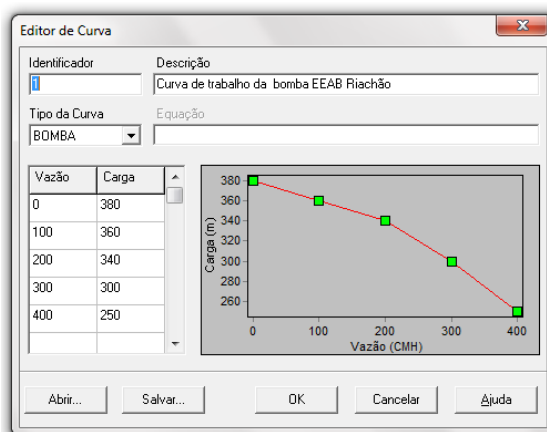 Editor de Curva
Identificador
Descrição
1
Curva de trabalho da bomba EEAB Riachão
Tipo da Curva
Equação
BOMBA
Vazão Carga
0 380
100 360
200 340
300 300
400 250
Carga (m)
380
360
340
320
300
280
260
0 100 200 300 400
Vazão (CMH)
Abrir... Salvar... OK Cancelar Ajuda